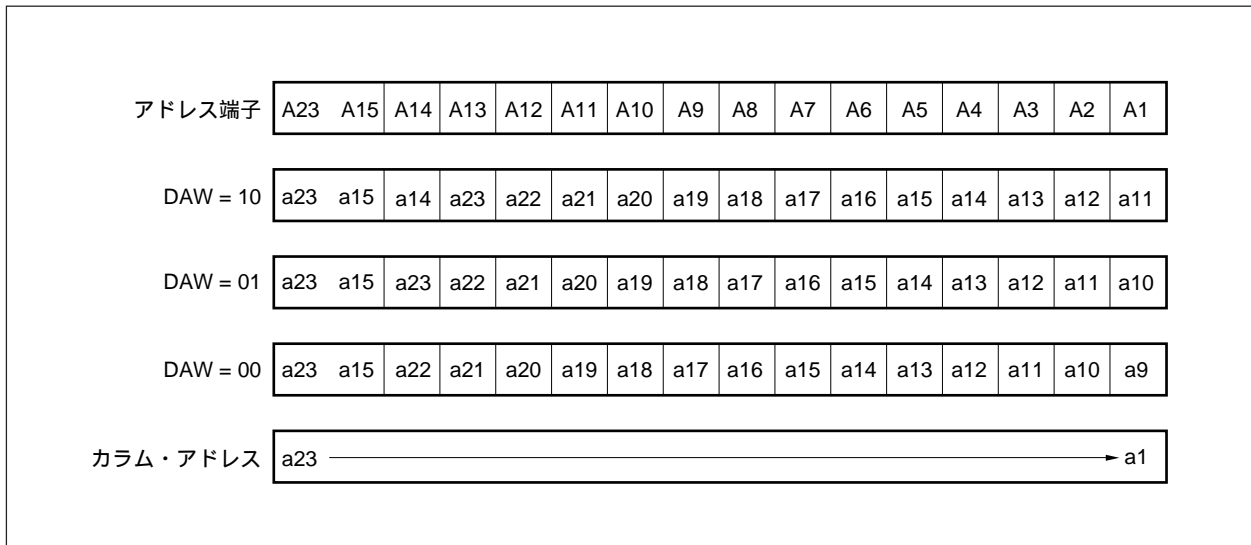 アドレス端子 A23 A15 A14 A13 A12 A11 A10 A9 A8 A7 A6 A5 A4 A3 A2 A1
DAW = 10 a23 a15 a14 a23 a22 a21 a20 a19 a18 a17 a16 a15 a14 a13 a12 a11
DAW = 01 a23 a15 a23 a22 a21 a20 a19 a18 a17 a16 a15 a14 a13 a12 a11 a10
DAW = 00 a23 a15 a22 a21 a20 a19 a18 a17 a16 a15 a14 a13 a12 a11 a10 a9
カラム・アドレス a23 a1